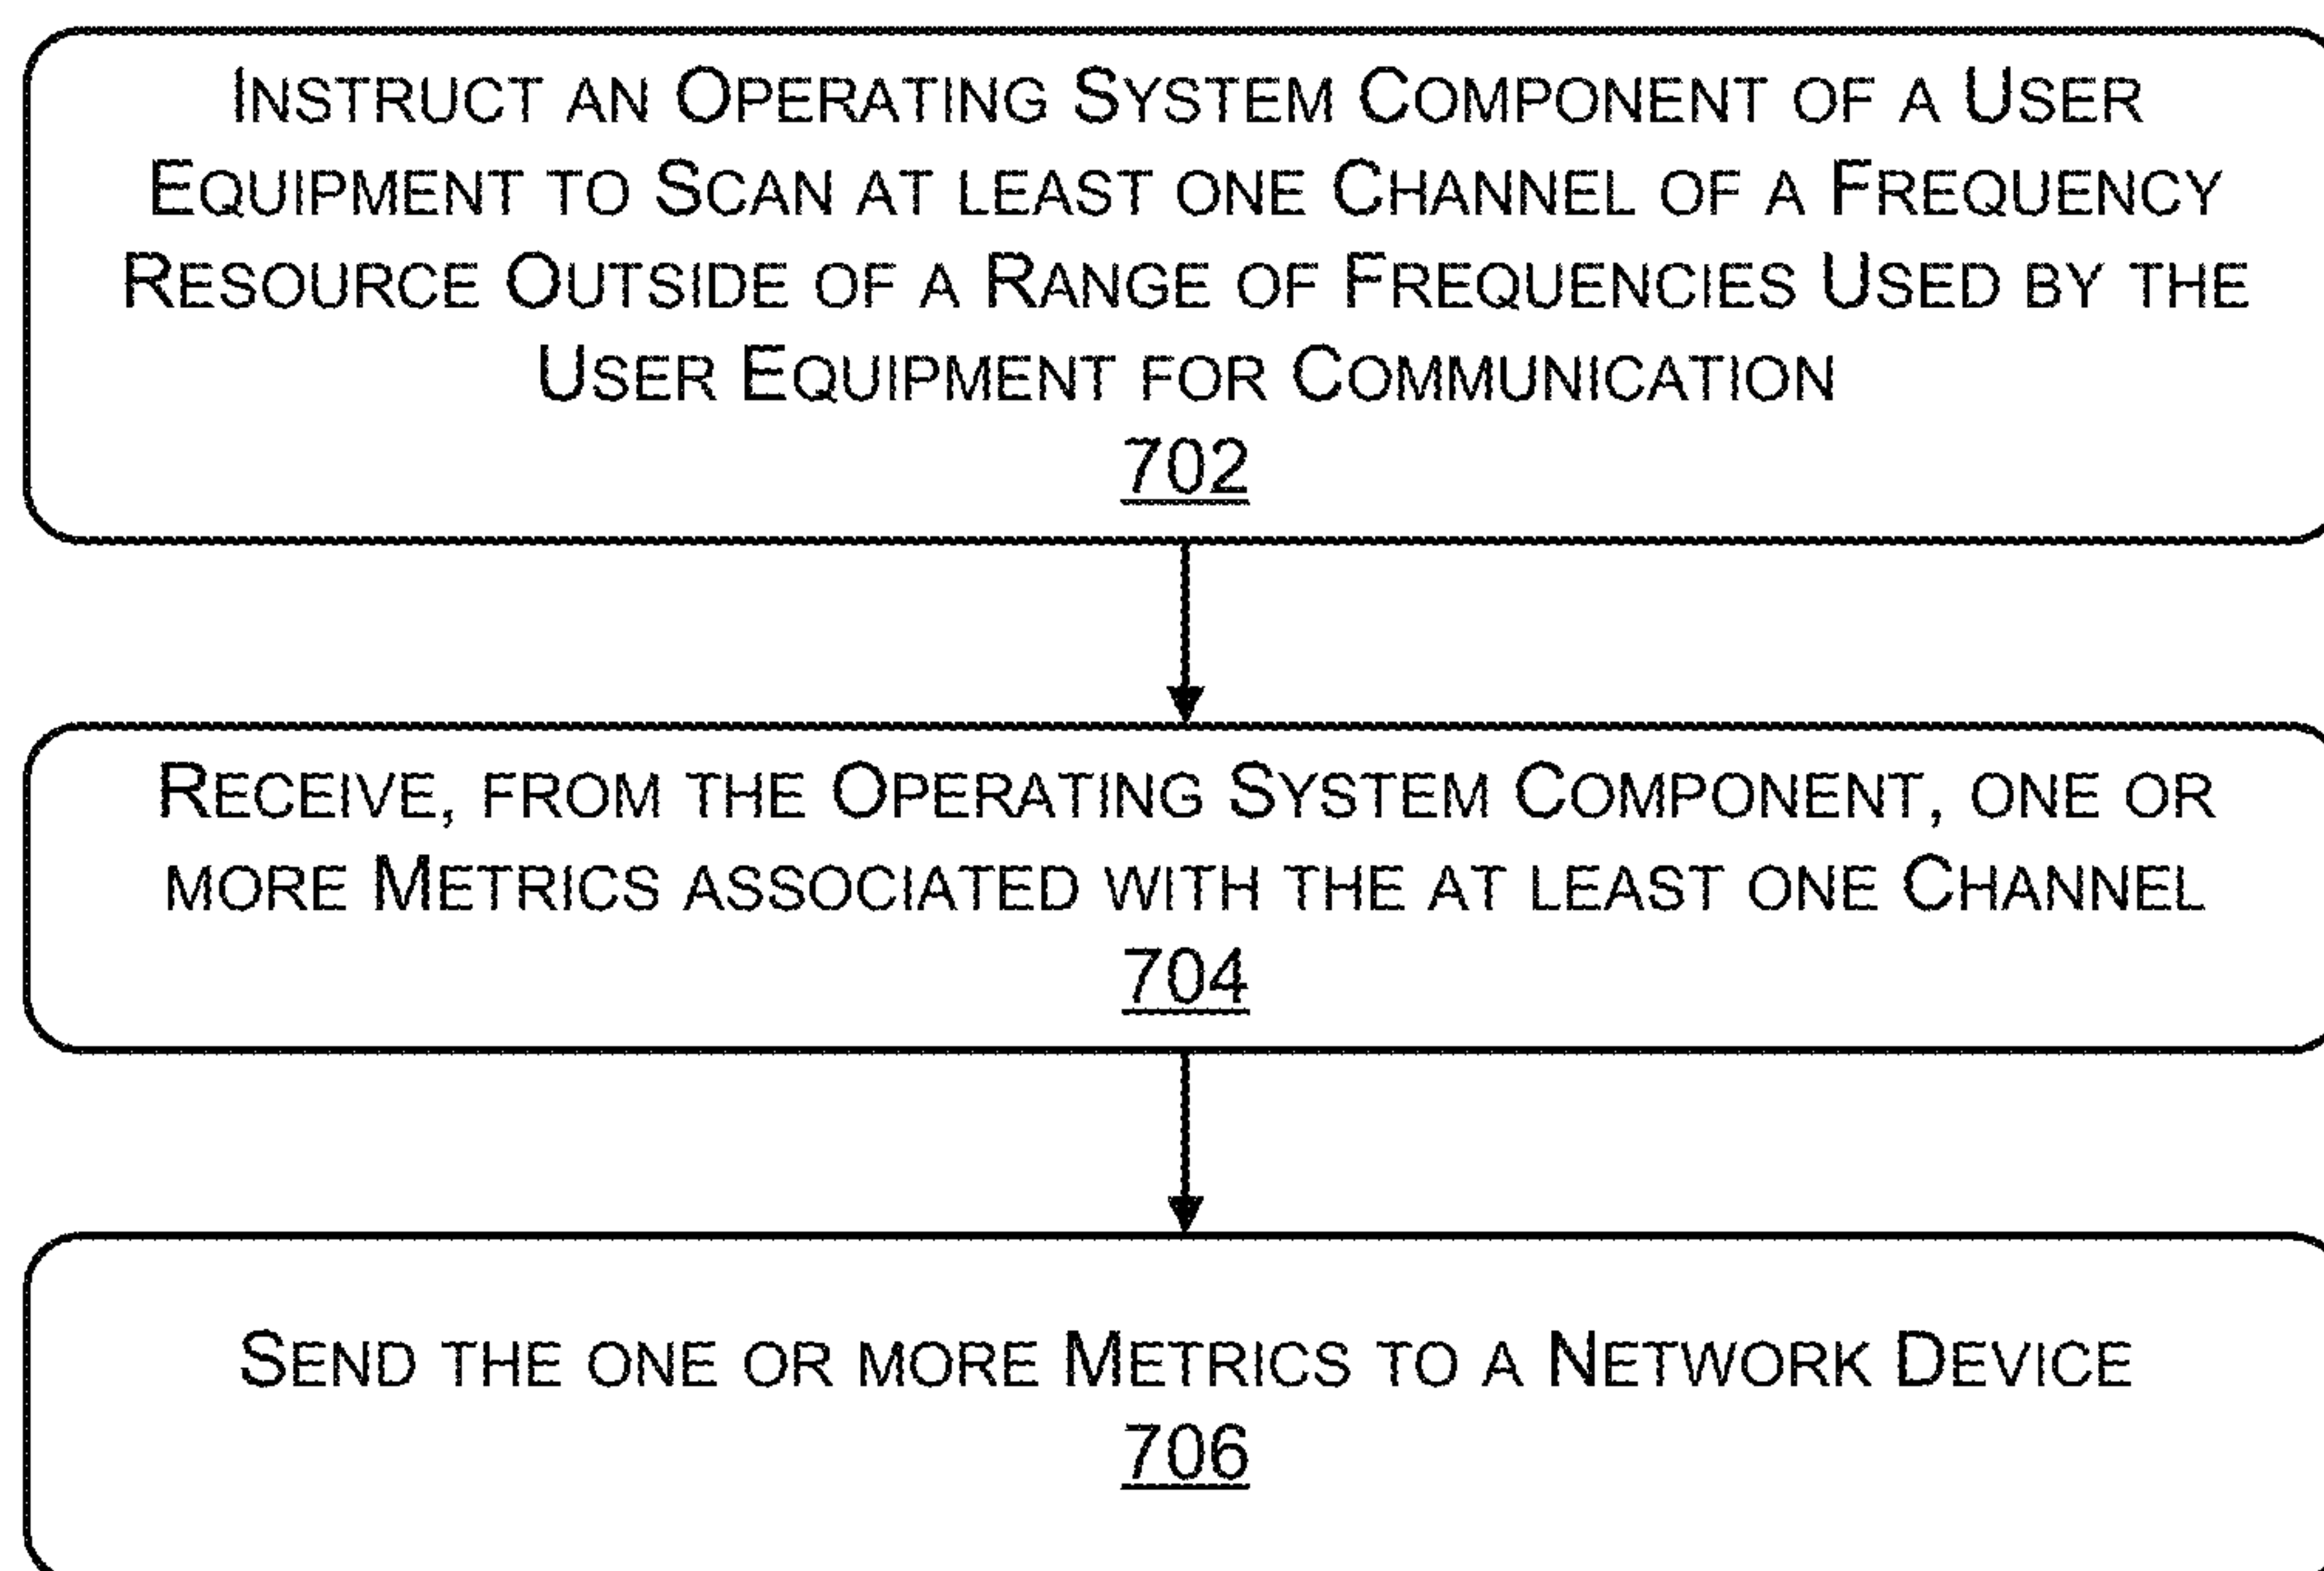 INSTRUCT AN OPERATING SYSTEM COMPONENT OF A USER
EQUIPMENT TO SCAN AT LEAST ONE CHANNEL OF A FREQUENCY
RESOURCE OUTSIDE OF A RANGE OF FREQUENCIES USED BY THE
USER EQUIPMENT FOR COMMUNICATION
702
RECEIVE, FROM THE OPERATING SYSTEM COMPONENT, ONE OR
MORE METRICS ASSOCIATED WITH THE AT LEAST ONE CHANNEL
704
SEND THE ONE OR MORE METRICS TO A NETWORK DEVICE
706